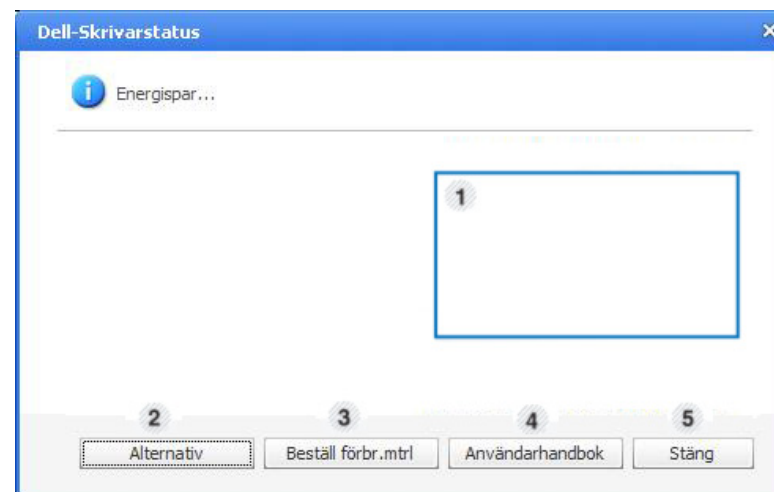 Dell-Skrivarstatus
Energispar...
1
2 3 4 5
Alternativ Beställ förbr.mtrl Användarhandbok Stäng